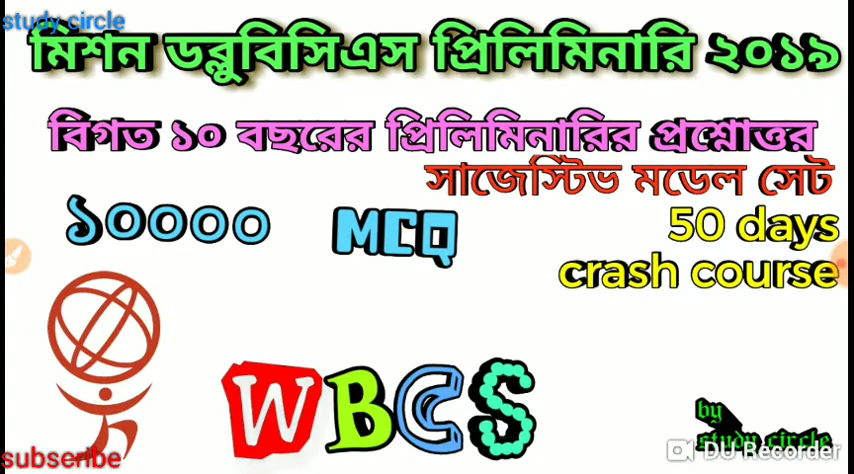 study circle
মিশন ডব্লুবিসিএস প্রিলিমিনারি ২০১৯
বিগত ১০ বছরের প্রিলিমিনারির প্রশ্নোত্তর
সাজেস্টিভ মডেল সেট
১০০০০ MCQ
50 days
crash course
WBCS
by
study circle
DU Recorder
subscribe